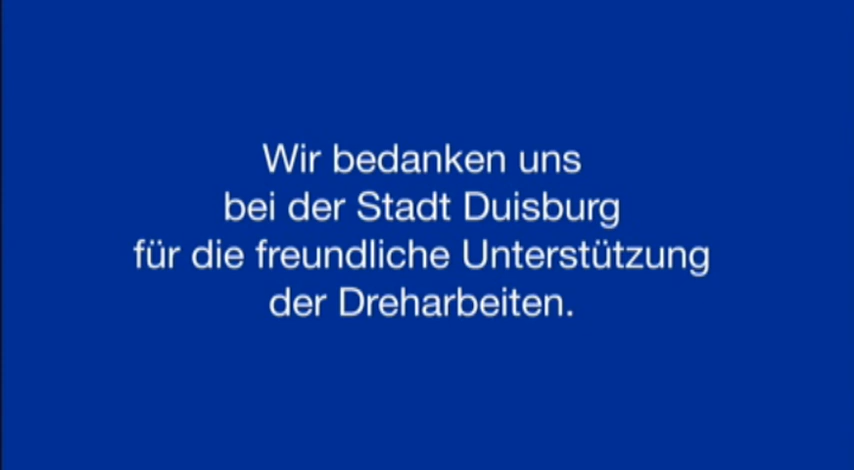 Wir bedanken uns
bei der Stadt Duisburg
für die freundliche Unterstützung
der Dreharbeiten.